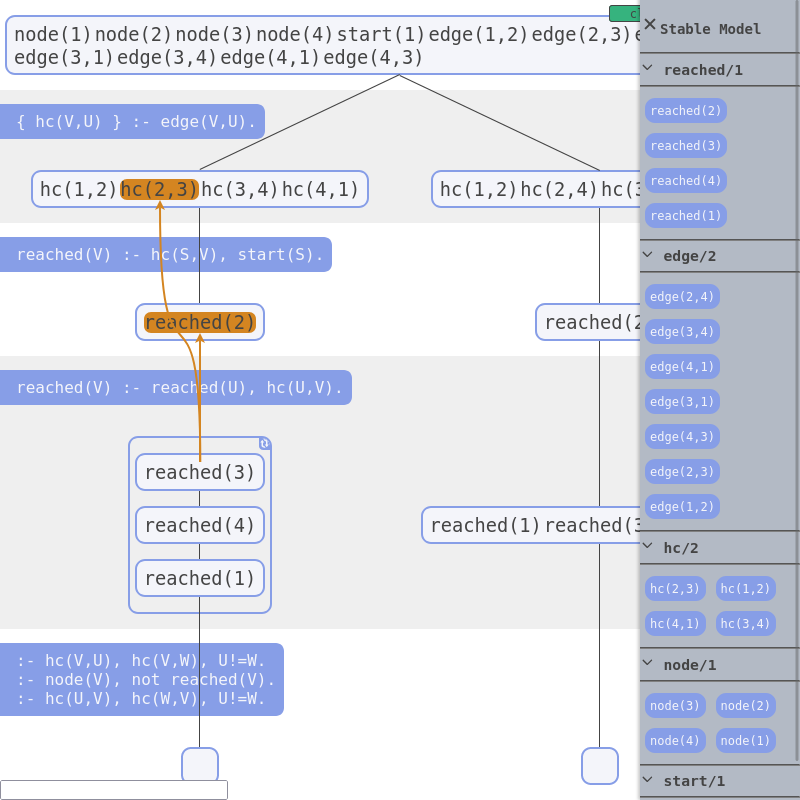 node(1) node(2) node(3) node(4) start(1) edge(1,2) edge(2,3)
edge(3,1) edge(3,4) edge(4,1) edge(4,3)
{ hc(V,U) } :- edge(V,U).
hc(1,2) hc(2,3) hc(3,4) hc(4,1)
hc(1,2) hc(2,4) hc(3
reached(V) :- hc(S,V), start(S).
reached(2)
reached(2
reached(V) :- reached(U), hc(U,V).
reached(3)
reached(4)
reached(1)
reached(1) reached(3
:- hc(V,U), hc(V,W), U!=W.
:- node(V), not reached(V).
:- hc(U,V), hc(W,V), U!=W.
Stable Model
reached/1
reached(2)
reached(3)
reached(4)
reached(1)
edge/2
edge(2,4)
edge(3,4)
edge(4,1)
edge(3,1)
edge(4,3)
edge(2,3)
edge(1,2)
hc/2
hc(2,3) hc(1,2)
hc(4,1) hc(3,4)
node/1
node(3) node(2)
node(4) node(1)
start/1